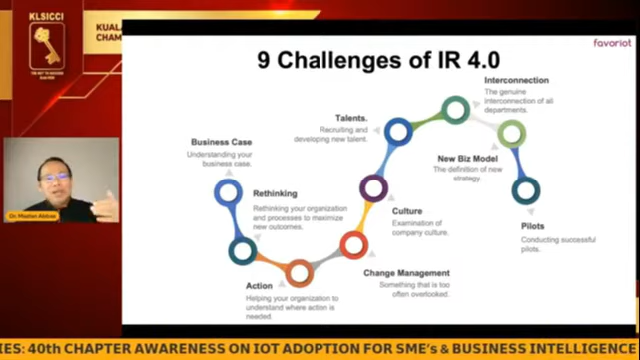 KLSICCI
THE KEY TO SUCCESS
KUALA
CHAM
favoriot
9 Challenges of IR 4.0
Interconnection
The genuine
interconnection of all
departments.
Talents.
Recruiting and
developing new talent.
Business Case
Understanding your
business case.
New Biz Model
The definition of new
strategy.
Rethinking
Rethinking your organization
and processes to maximize
new outcomes.
Culture
Examination of
company culture.
Pilots
Conducting successful
pilots.
Change Management
Something that is too
often overlooked.
Action
Helping your organization to
understand where action is
needed.
Dr. Mazlan Abbas
IES: 40th CHAPTER AWARENESS ON IOT ADOPTION FOR SME's & BUSINESS INTELLIGENCE